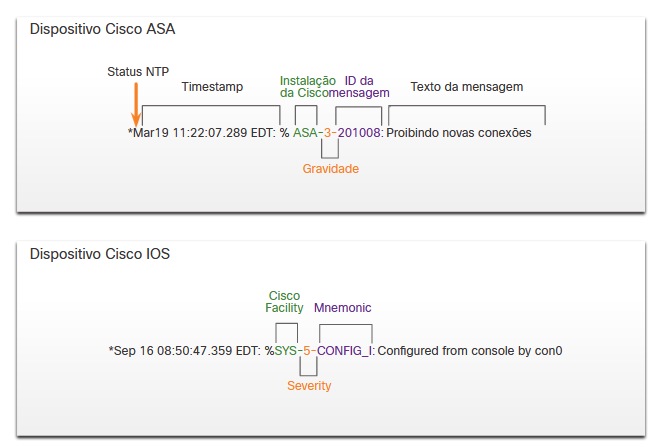 Dispositivo Cisco ASA
Status NTP
Timestamp
Instalação da Cisco
ID da mensagem
Texto da mensagem
*Mar19 11:22:07.289 EDT: % ASA-3-201008: Proibindo novas conexões
Gravidade
Dispositivo Cisco IOS
Cisco Facility
Mnemonic
*Sep 16 08:50:47.359 EDT: %SYS-5-CONFIG_I: Configured from console by con0
Severity